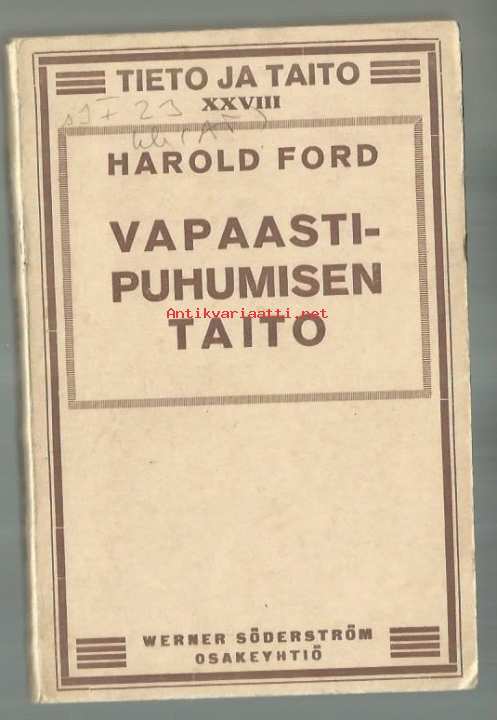 TIETO JA TAITO
XXVIII
HAROLD FORD
VAPAASTI-
PUHUMISEN
Antikvariaatti.net
TAITO
WERNER SÖDERSTRÖM
OSAKEYHTIÖ